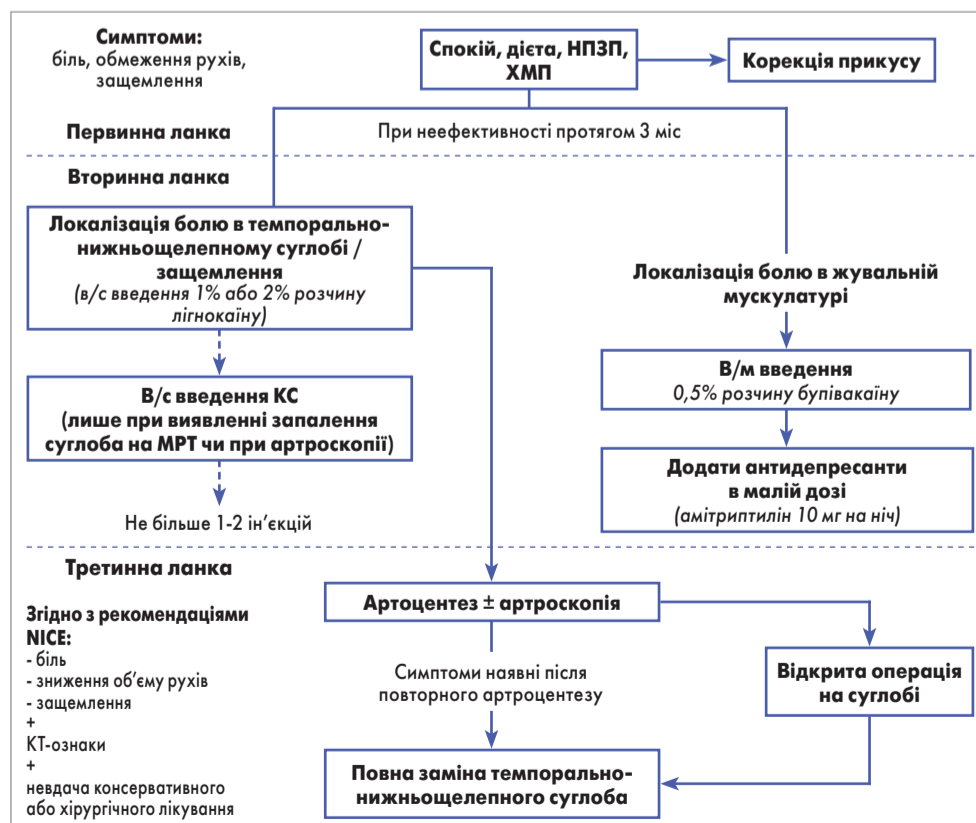 Симптоми:
біль, обмеження рухів,
защемлення
Спокій, дієта, НПЗП,
ХМП
Корекція прикусу
Первинна ланка
При неефективності протягом 3 міс
Вторинна ланка
Локалізація болю в темпорально-
нижньощелепному суглобі /
защемлення
(в/с введення 1% або 2% розчину
лігнокаїну)
В/с введення КС
(лише при виявленні запалення
суглоба на МРТ чи при артроскопії)
Не більше 1-2 ін’єкцій
Локалізація болю в жувальній
мускулатурі
В/м введення
0,5% розчину бупівакаїну
Додати антидепресанти
в малій дозі
(амітриптилін 10 мг на ніч)
Третинна ланка
Згідно з рекомендаціями
NICE:
- біль
- зниження об’єму рухів
- защемлення
+
КТ-ознаки
+
невдача консервативного
або хірургічного лікування
Артоцентез ± артроскопія
Симптоми наявні після
повторного артроцентезу
Відкрита операція
на суглобі
Повна заміна темпорально-
нижньощелепного суглоба